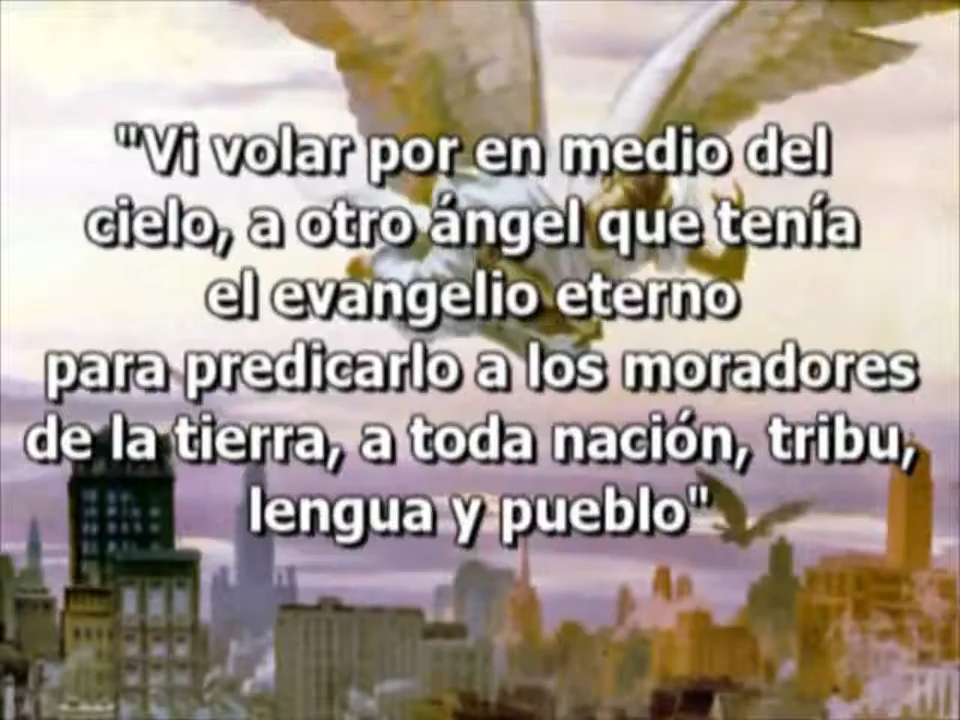 "Vi volar por en medio del
cielo, a otro ángel que tenía
el evangelio eterno
para predicarlo a los moradores
de la tierra, a toda nación, tribu,
lengua y pueblo"